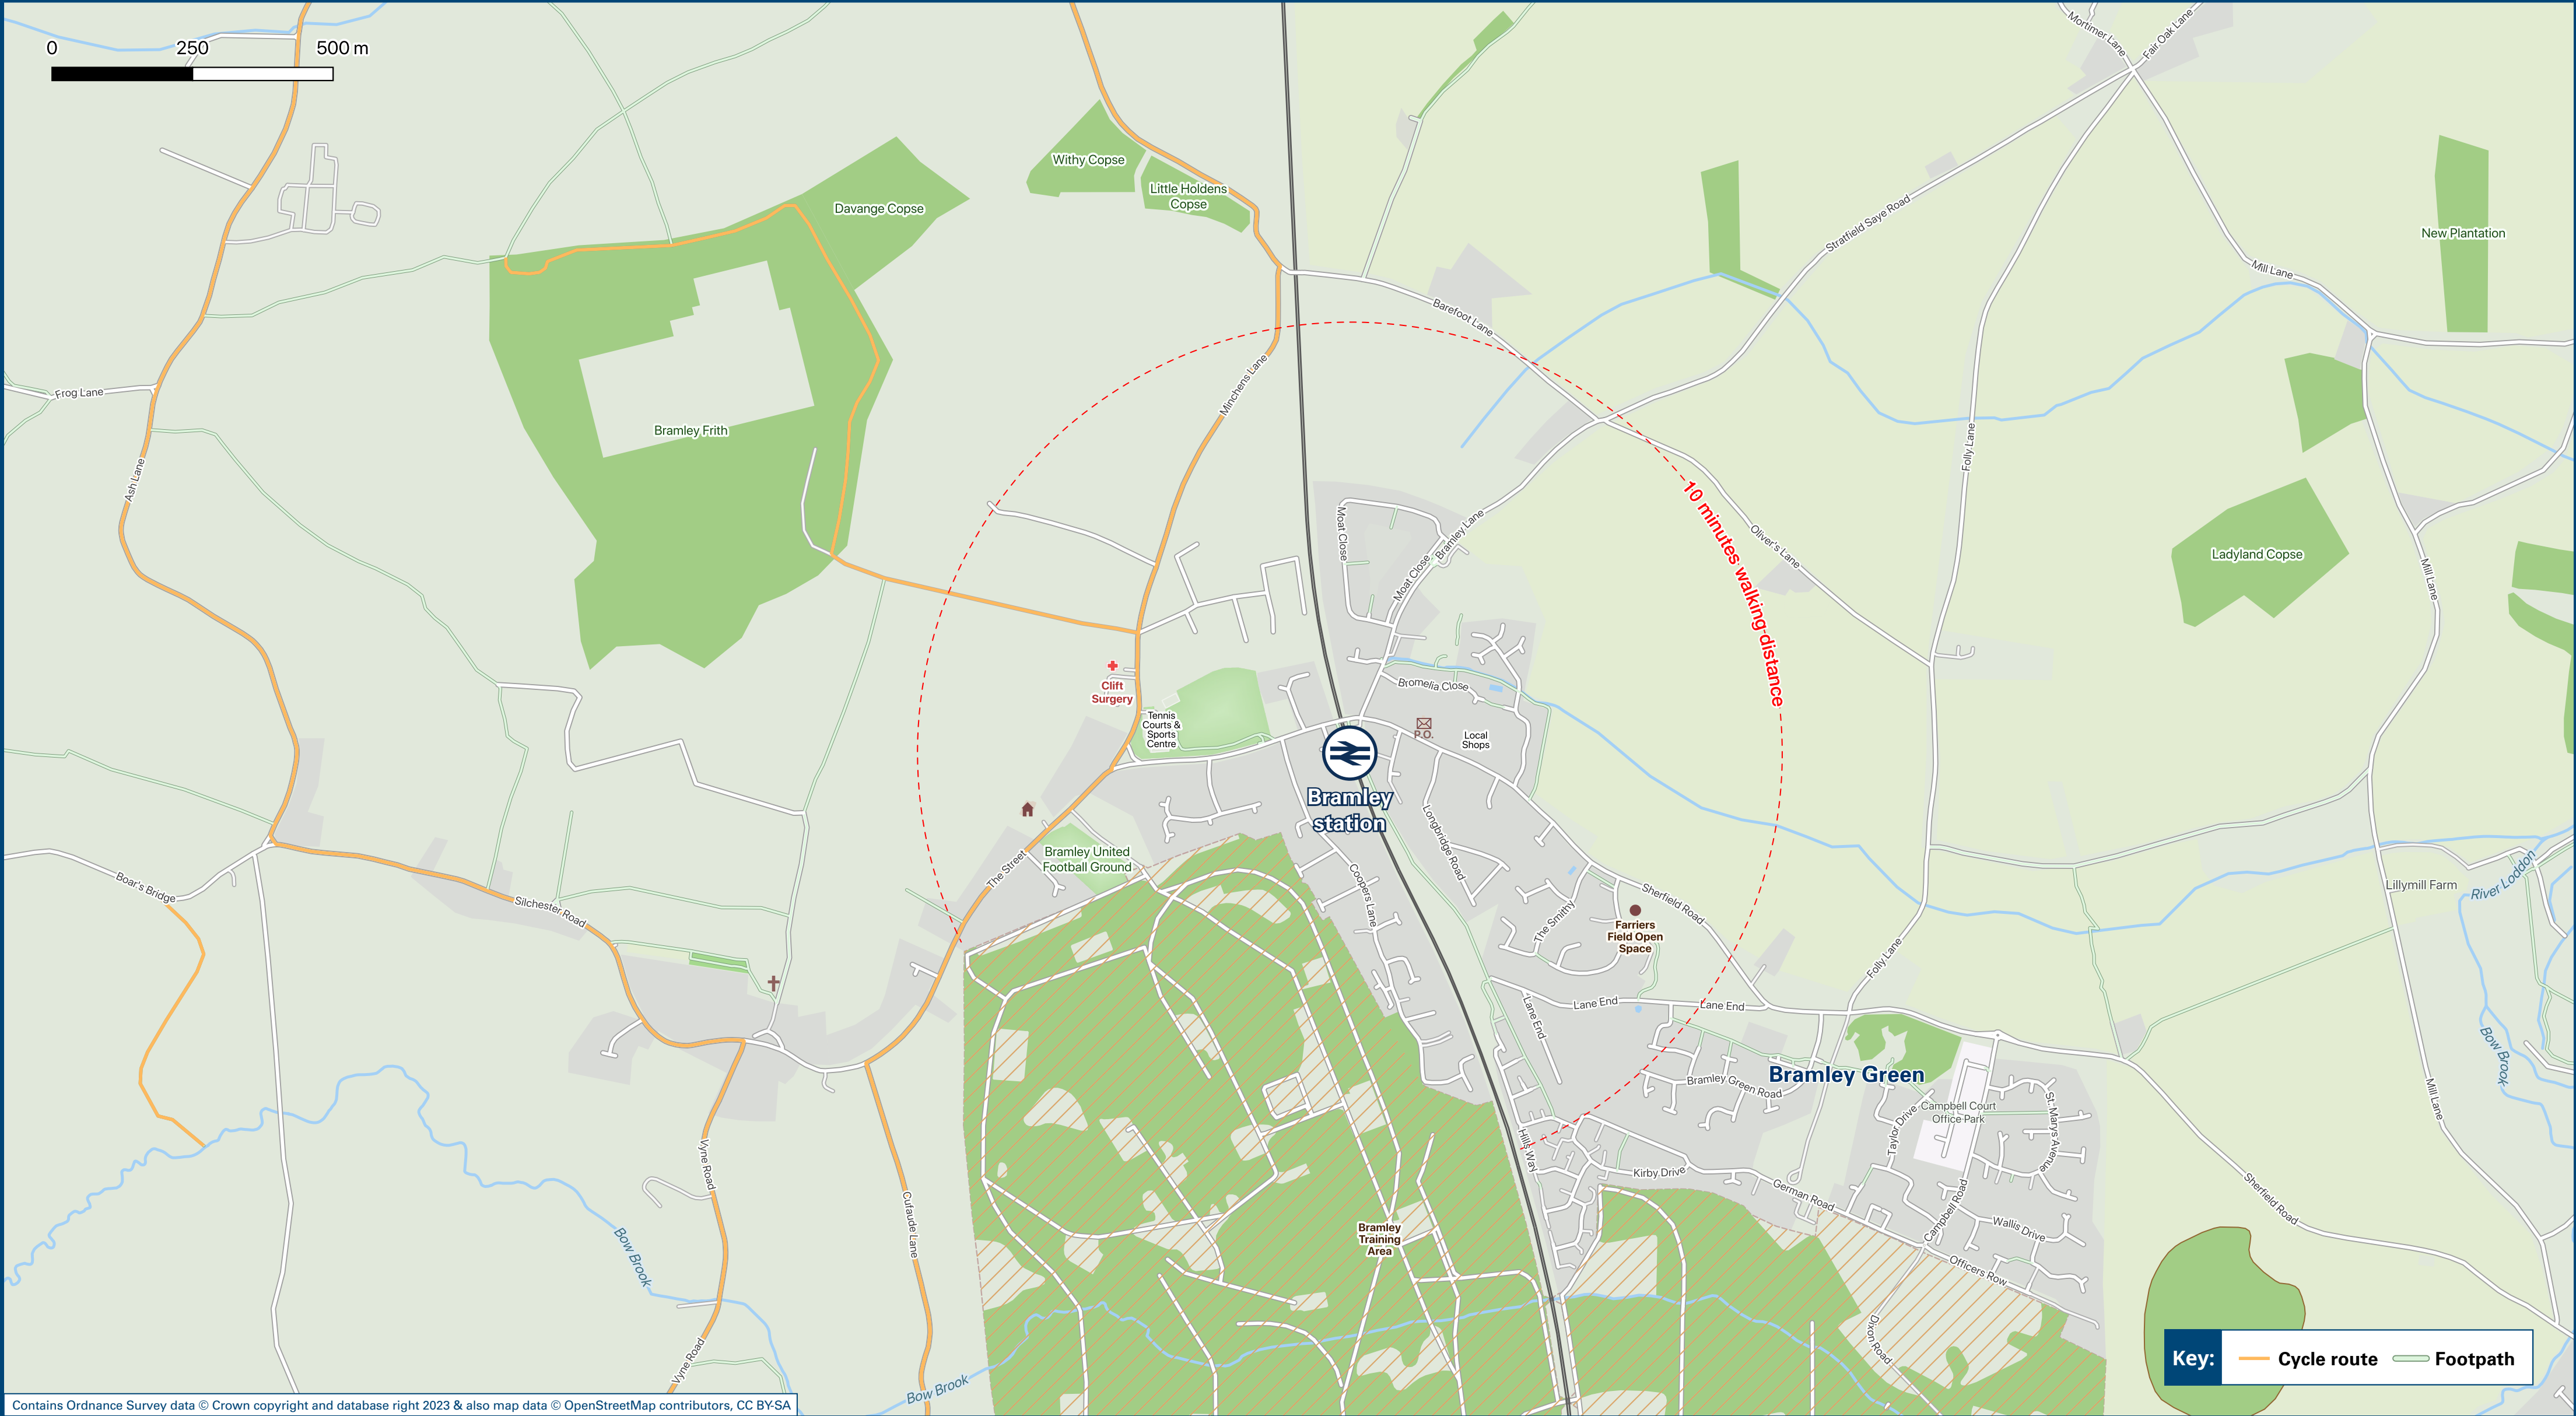 0 250 500 m
Mortimer Lane
Fair Oak Lane
Withy Copse
Little Holdens
Copse
Davange Copse
Stratfield Saye Road
New Plantation
Mill Lane
Barefoot Lane
Minchens Lane
Frog Lane
Bramley Frith
Ash Lane
Folly Lane
10 minutes walking distance
Oliver's Lane
Moat Close
Bramley Lane
Moat Close
Ladyland Copse
Mill Lane
Clift
Surgery
Bromelia Close
Tennis
Courts &
Sports
Centre
P.O.
Local
Shops
Bramley
station
Longbridge Road
Bramley United
Football Ground
The Street
Coopers Lane
Boar's Bridge
Silchester Road
Sherfield Road
The Smithy
Farriers
Field Open
Space
Lillymill Farm
River Loddon
Folly Lane
Lane End
Lane End
Lane End
Bow Brook
Bramley Green
Bramley Green Road
Campbell Court
Office Park
Taylor Drive
St. Marys Avenue
Mill Lane
Hills Way
Kirby Drive
German Road
Vyne Road
Cufaude Lane
Campbell Road
Wallis Drive
Sherfield Road
Bramley
Training
Area
Bow Brook
Officers Row
Dixon Road
Vyne Road
Bow Brook
Key: Cycle route Footpath
Contains Ordnance Survey data © Crown copyright and database right 2023 & also map data © OpenStreetMap contributors, CC BY-SA